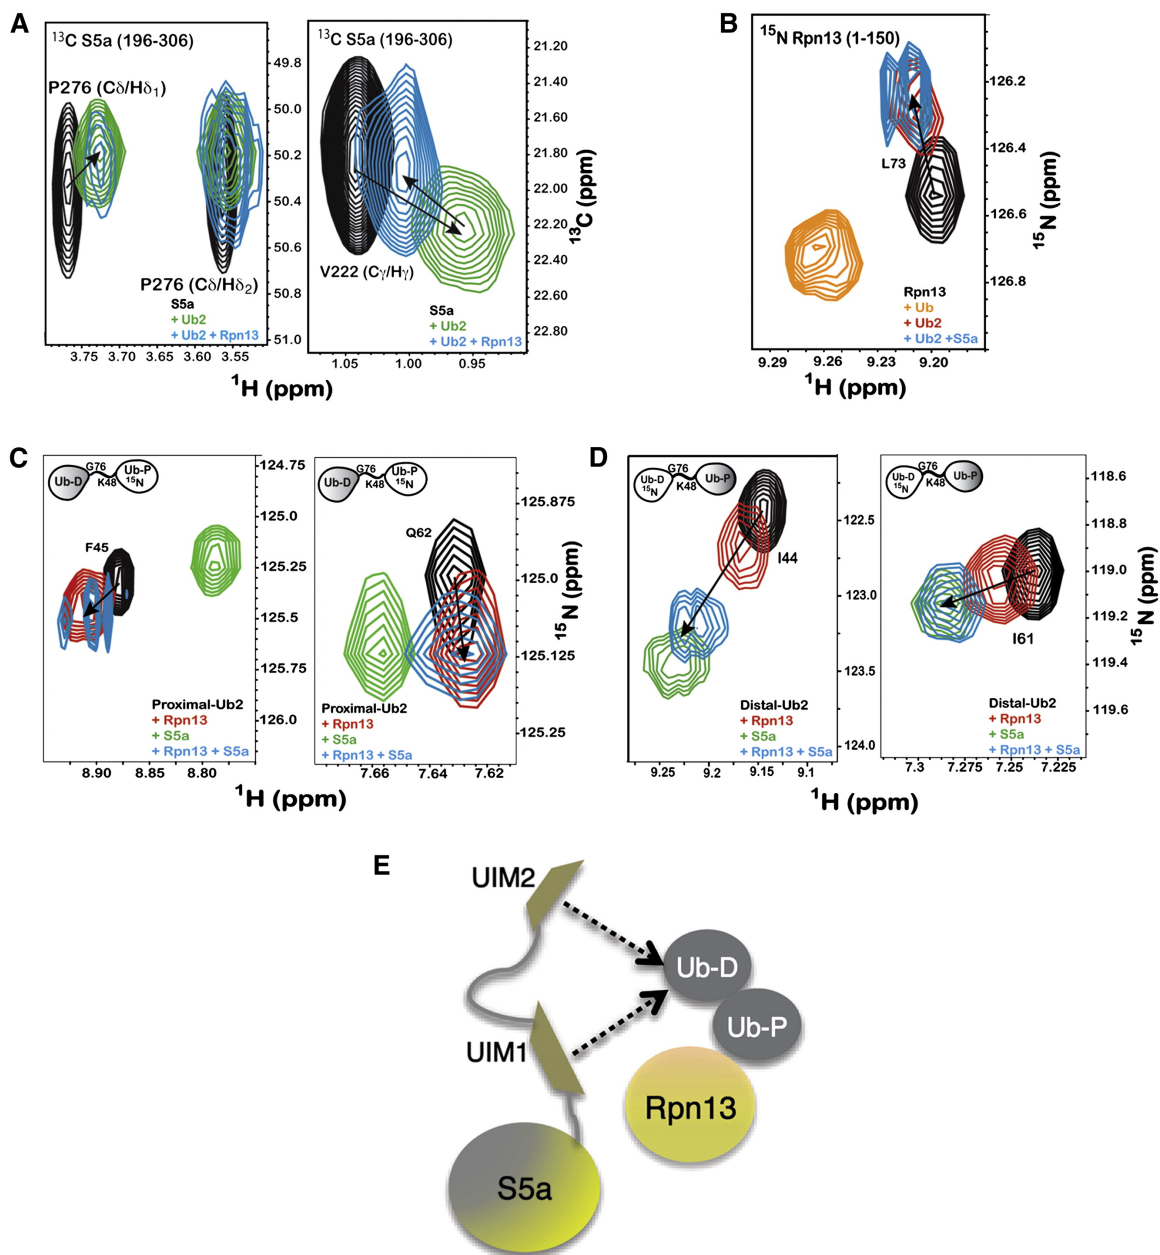 A
¹³C S5a (196-306)
P276 (Cδ/Hδ₁)
P276 (Cδ/Hδ₂)
S5a
+ Ub2
+ Ub2 + Rpn13
49.8
50.0
50.2
50.4
50.6
50.8
51.0
3.75 3.70 3.65 3.60 3.55
¹³C S5a (196-306)
V222 (Cγ/Hγ)
S5a
+ Ub2
+ Ub2 + Rpn13
21.20
21.40
21.60
21.80
22.00
22.20
22.40
22.60
22.80
1.05 1.00 0.95
¹³C (ppm)
¹H (ppm)
B
¹⁵N Rpn13 (1-150)
L73
Rpn13
+ Ub
+ Ub2
+ Ub2 +S5a
126.2
126.4
126.6
126.8
9.29 9.26 9.23 9.20
¹⁵N (ppm)
¹H (ppm)
C
Ub-D
G76
K48
Ub-P
¹⁵N
F45
Proximal-Ub2
+ Rpn13
+ S5a
+ Rpn13 + S5a
124.75
125.0
125.25
125.5
125.75
126.0
8.90 8.85 8.80
Ub-D
G76
K48
Ub-P
¹⁵N
Q62
Proximal-Ub2
+ Rpn13
+ S5a
+ Rpn13 + S5a
125.875
125.0
125.125
125.25
7.66 7.64 7.62
¹⁵N (ppm)
¹H (ppm)
D
Ub-D
¹⁵N
G76
K48
Ub-P
I44
Distal-Ub2
+ Rpn13
+ S5a
+ Rpn13 + S5a
122.5
123.0
123.5
124.0
9.25 9.2 9.15 9.1
Ub-D
¹⁵N
G76
K48
Ub-P
I61
Distal-Ub2
+ Rpn13
+ S5a
+ Rpn13 + S5a
118.6
118.8
119.0
119.2
119.4
119.6
7.3 7.275 7.25 7.225
¹⁵N (ppm)
¹H (ppm)
E
UIM2
Ub-D
Ub-P
UIM1
Rpn13
S5a